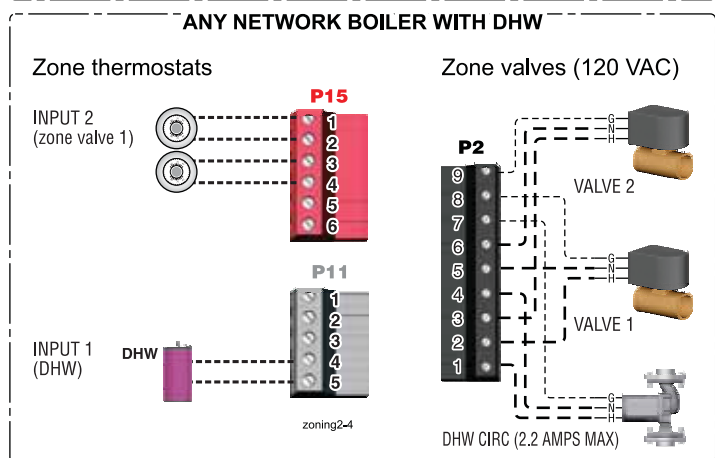 ANY NETWORK BOILER WITH DHW
Zone thermostats
P15
INPUT 2
(zone valve 1)
1
2
3
4
5
6
P11
INPUT 1
(DHW)
DHW
1
2
3
4
5
zoning2-4
Zone valves (120 VAC)
P2
9
8
7
6
5
4
3
2
1
G
N
H
VALVE 2
G
N
H
VALVE 1
G
N
H
DHW CIRC (2.2 AMPS MAX)